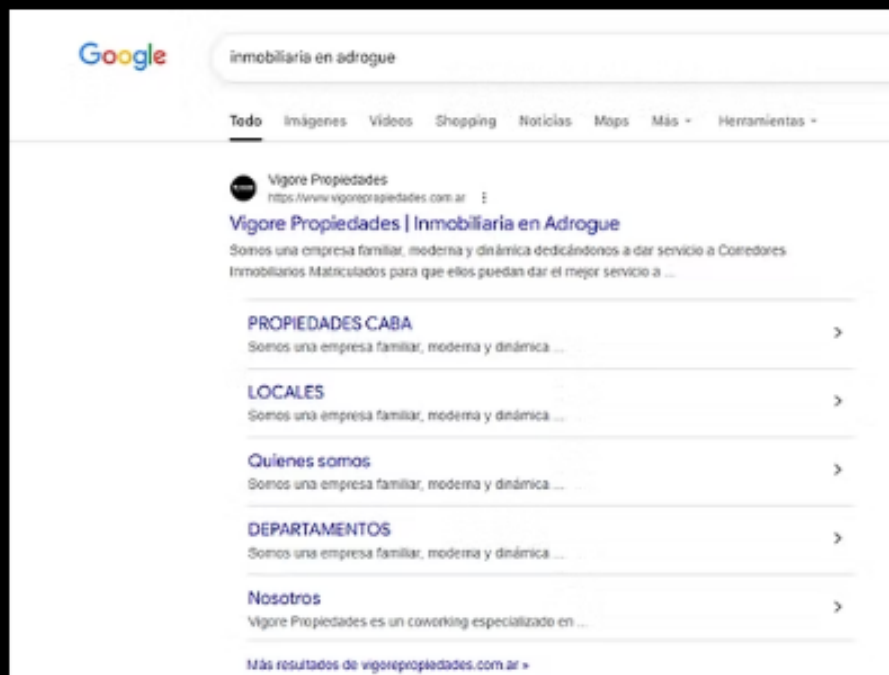 Google
inmobiliaria en adrogue
Todo Imágenes Videos Shopping Noticias Maps Más Herramientas
Vigore Propiedades
https://www.vigorepropiedades.com.ar
Vigore Propiedades | Inmobiliaria en Adrogue
Somos una empresa familiar, moderna y dinámica dedicándonos a dar servicio a Corredores
Inmobiliarios Matriculados para que ellos puedan dar el mejor servicio a ...
PROPIEDADES CABA
Somos una empresa familiar, moderna y dinámica ...
LOCALES
Somos una empresa familiar, moderna y dinámica ...
Quienes somos
Somos una empresa familiar, moderna y dinámica ...
DEPARTAMENTOS
Somos una empresa familiar, moderna y dinámica ...
Nosotros
Vigore Propiedades es un coworking especializado en ...
Más resultados de vigorepropiedades.com.ar »